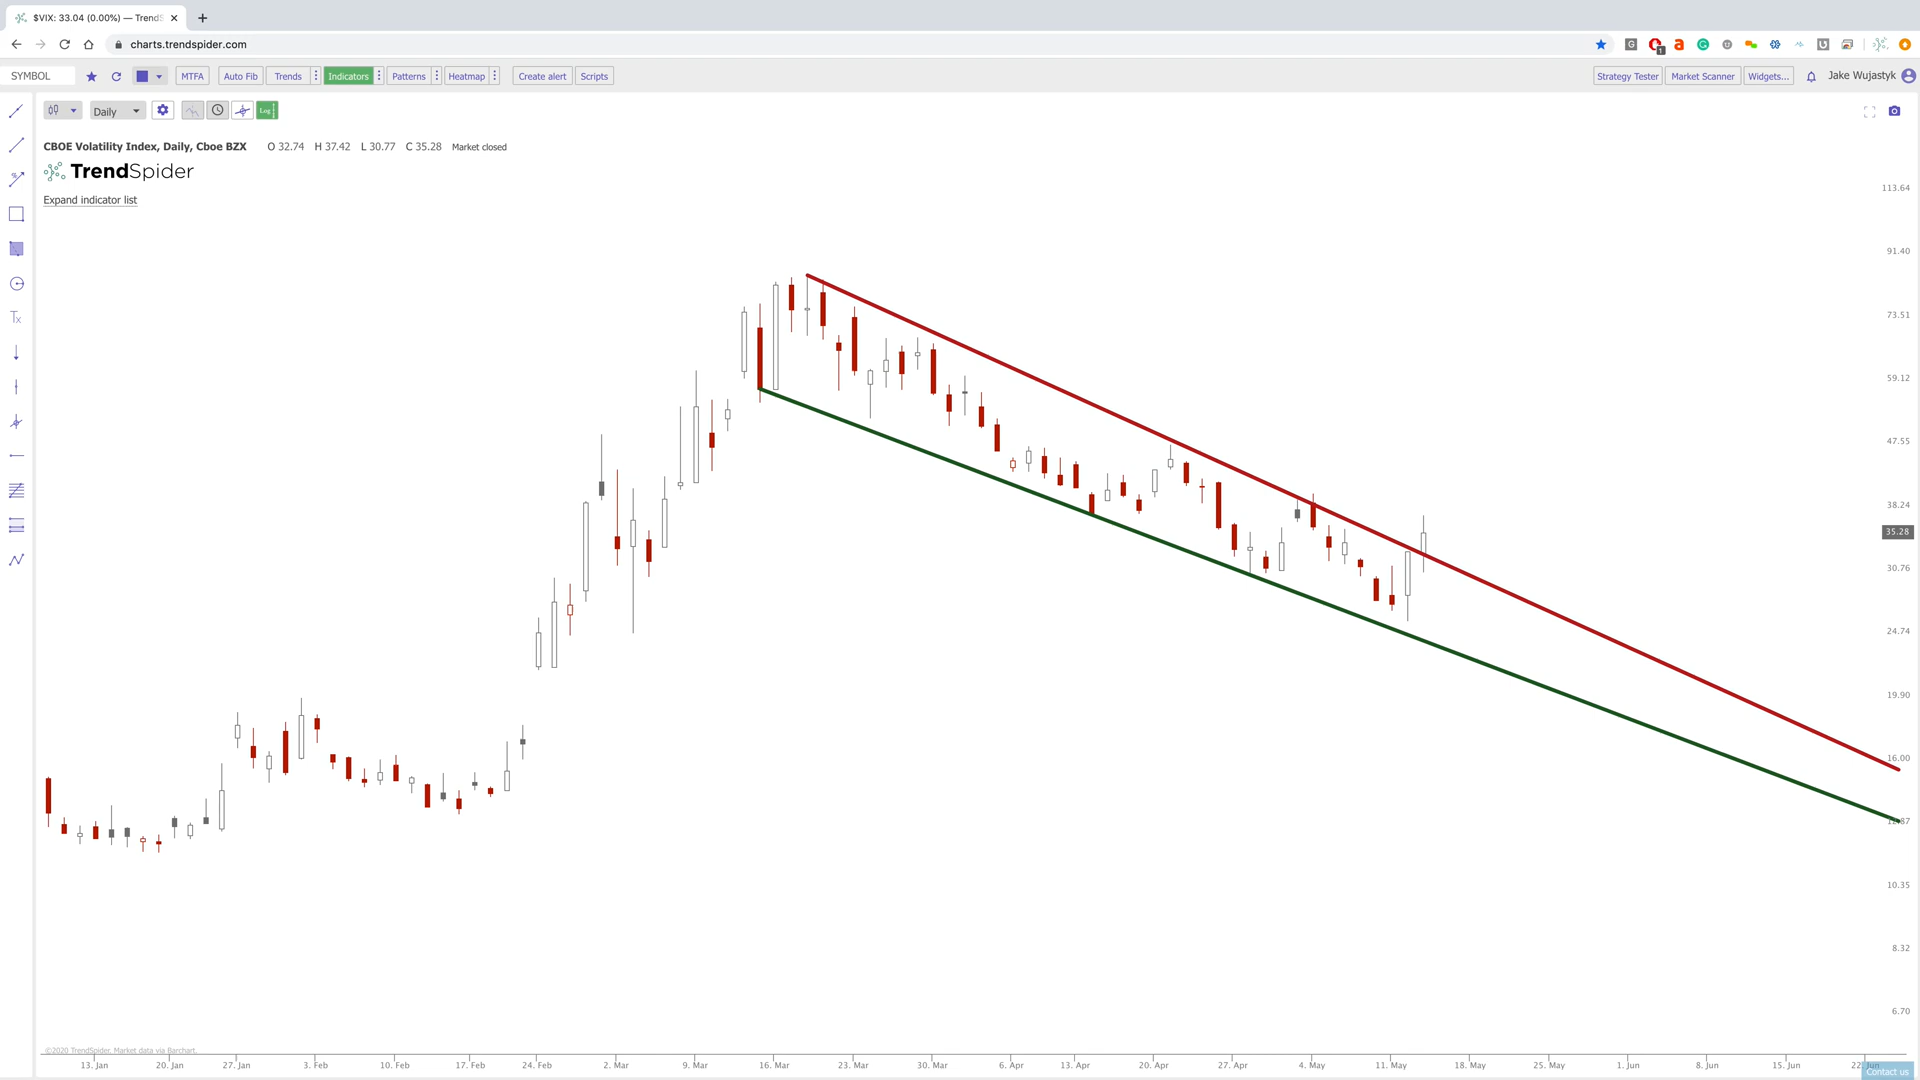 $VIX: 33.04 (0.00%) — TrendS
charts.trendspider.com
SYMBOL MTFA Auto Fib Trends Indicators Patterns Heatmap Create alert Scripts Strategy Tester Market Scanner Widgets... Jake Wujastyk
Daily Log
CBOE Volatility Index, Daily, Cboe BZX O 32.74 H 37.42 L 30.77 C 35.28 Market closed
TrendSpider
Expand indicator list
Tx
113.64
91.40
73.51
59.12
47.55
38.24
35.28
30.76
24.74
19.90
16.00
12.87
10.35
8.32
6.70
©2020 TrendSpider. Market data via Barchart.
13. Jan 20. Jan 27. Jan 3. Feb 10. Feb 17. Feb 24. Feb 2. Mar 9. Mar 16. Mar 23. Mar 30. Mar 6. Apr 13. Apr 20. Apr 27. Apr 4. May 11. May 18. May 25. May 1. Jun 8. Jun 15. Jun 22. Jun
Contact us